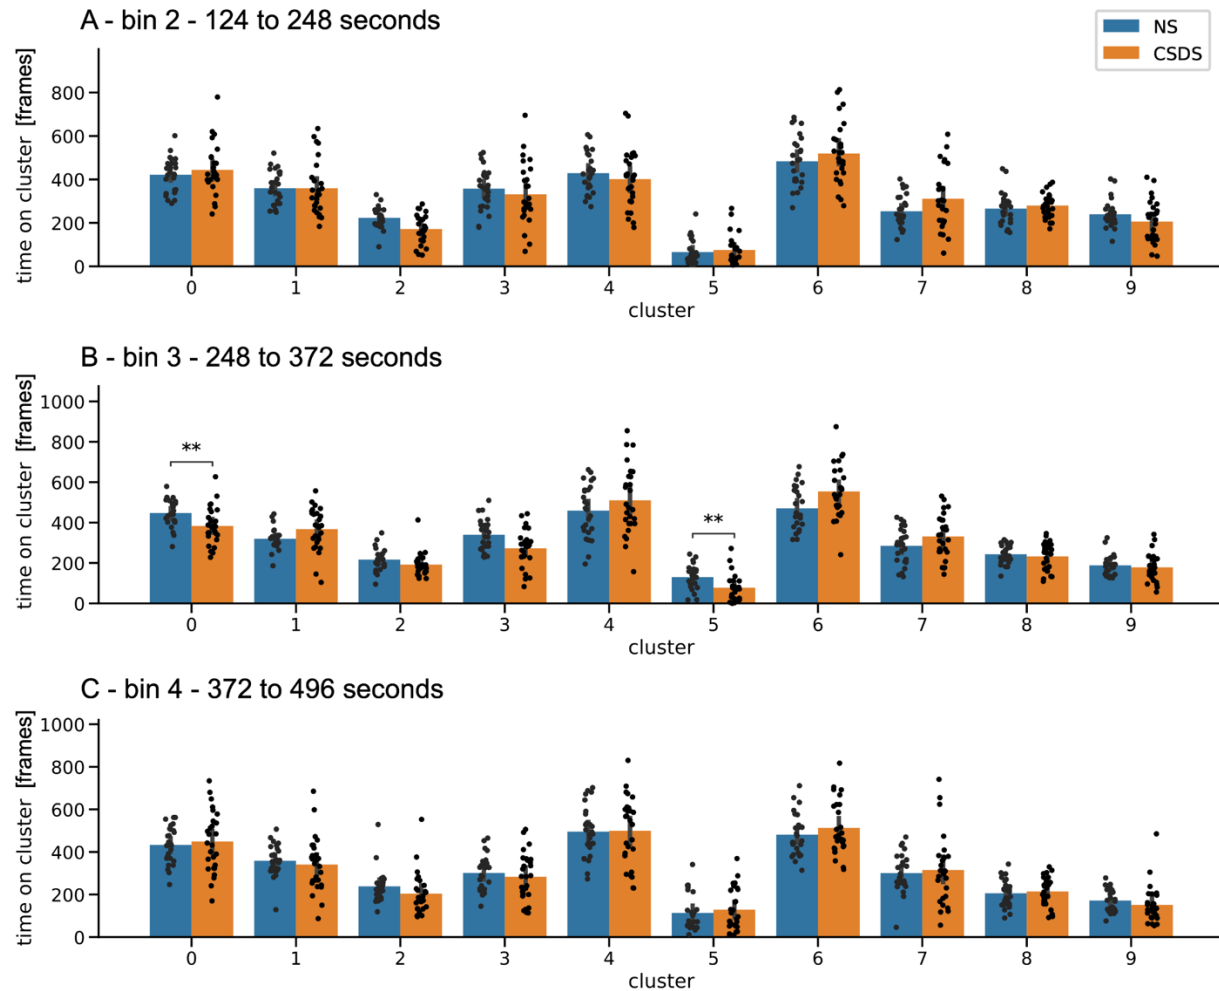 A - bin 2 - 124 to 248 seconds
NS
CSDS
time on cluster [frames]
800
600
400
200
0
0 1 2 3 4 5 6 7 8 9
cluster
B - bin 3 - 248 to 372 seconds
time on cluster [frames]
1000
800
600
400
200
0
**
**
0 1 2 3 4 5 6 7 8 9
cluster
C - bin 4 - 372 to 496 seconds
time on cluster [frames]
1000
800
600
400
200
0
0 1 2 3 4 5 6 7 8 9
cluster